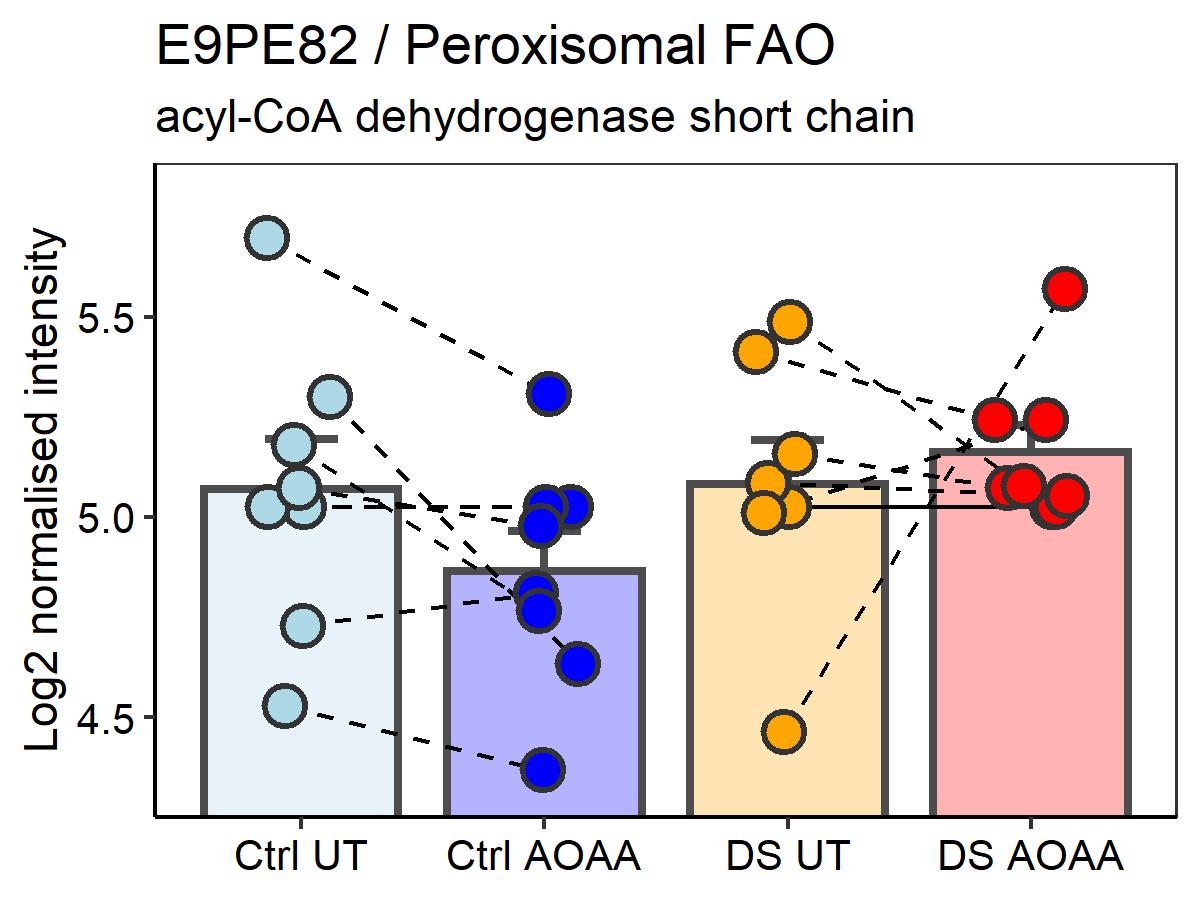 E9PE82 / Peroxisomal FAO
acyl-CoA dehydrogenase short chain
Log2 normalised intensity
5.5
5.0
4.5
Ctrl UT
Ctrl AOAA
DS UT
DS AOAA